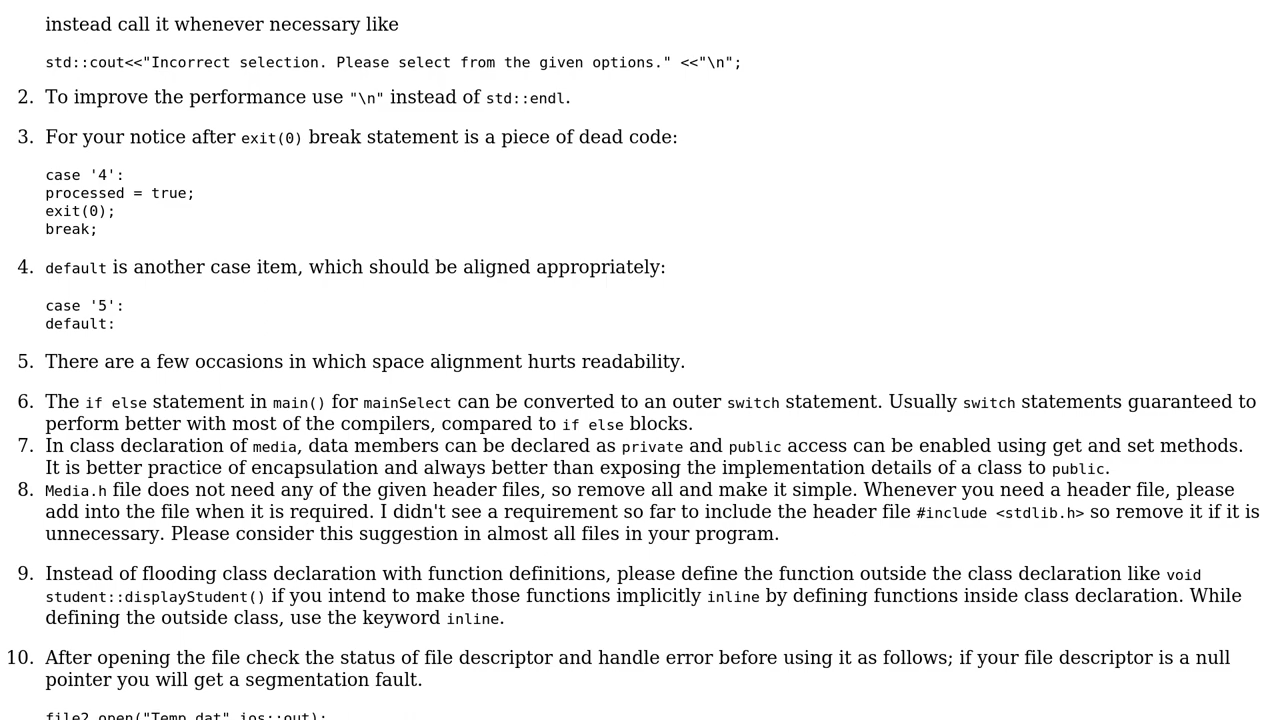 instead call it whenever necessary like
std::cout<<"Incorrect selection. Please select from the given options." <<"\n";
2. To improve the performance use "\n" instead of std::endl.
3. For your notice after exit(0) break statement is a piece of dead code:
case '4':
processed = true;
exit(0);
break;
4. default is another case item, which should be aligned appropriately:
case '5':
default:
5. There are a few occasions in which space alignment hurts readability.
6. The if else statement in main() for mainSelect can be converted to an outer switch statement. Usually switch statements guaranteed to
perform better with most of the compilers, compared to if else blocks.
7. In class declaration of media, data members can be declared as private and public access can be enabled using get and set methods.
It is better practice of encapsulation and always better than exposing the implementation details of a class to public.
8. Media.h file does not need any of the given header files, so remove all and make it simple. Whenever you need a header file, please
add into the file when it is required. I didn't see a requirement so far to include the header file #include <stdlib.h> so remove it if it is
unnecessary. Please consider this suggestion in almost all files in your program.
9. Instead of flooding class declaration with function definitions, please define the function outside the class declaration like void
student::displayStudent() if you intend to make those functions implicitly inline by defining functions inside class declaration. While
defining the outside class, use the keyword inline.
10. After opening the file check the status of file descriptor and handle error before using it as follows; if your file descriptor is a null
pointer you will get a segmentation fault.
file2.open("Temp.dat",ios::out);